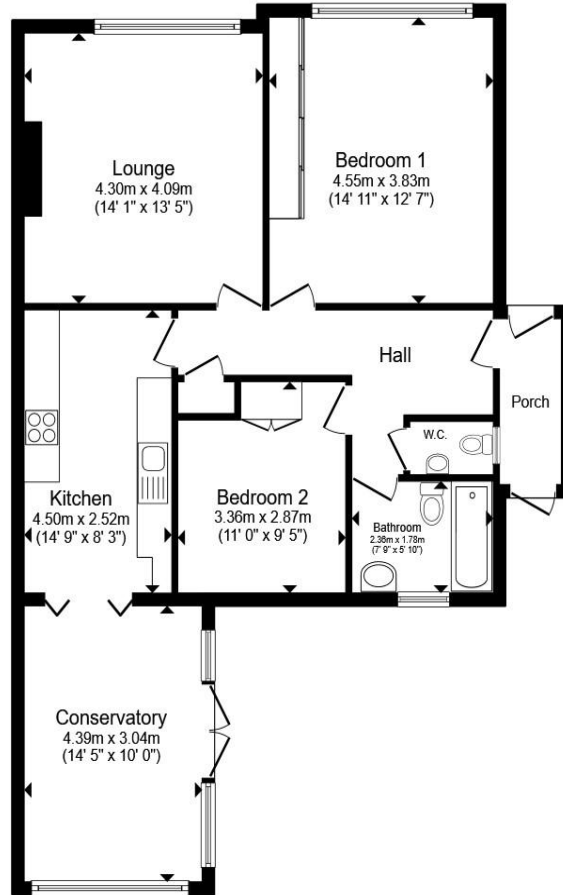 Lounge
4.30m x 4.09m
(14' 1" x 13' 5")
Bedroom 1
4.55m x 3.83m
(14' 11" x 12' 7")
Hall
Porch
W.C.
Kitchen
4.50m x 2.52m
(14' 9" x 8' 3")
Bedroom 2
3.36m x 2.87m
(11' 0" x 9' 5")
Bathroom
2.36m x 1.78m
(7' 9" x 5' 10")
Conservatory
4.39m x 3.04m
(14' 5" x 10' 0")